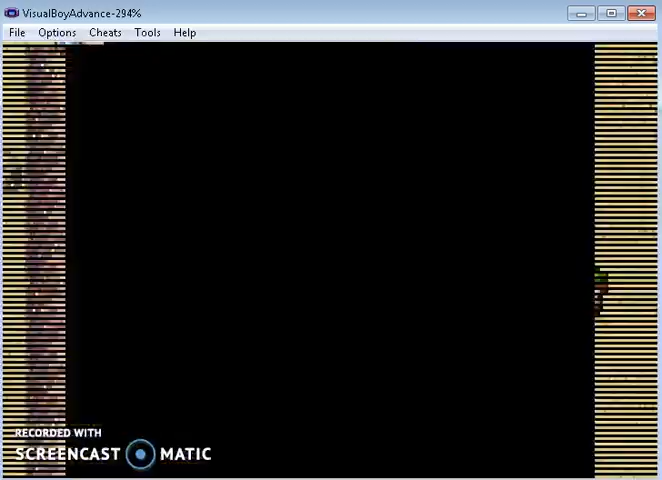 VisualBoyAdvance-294%
File Options Cheats Tools Help
RECORDED WITH
SCREENCAST MATIC